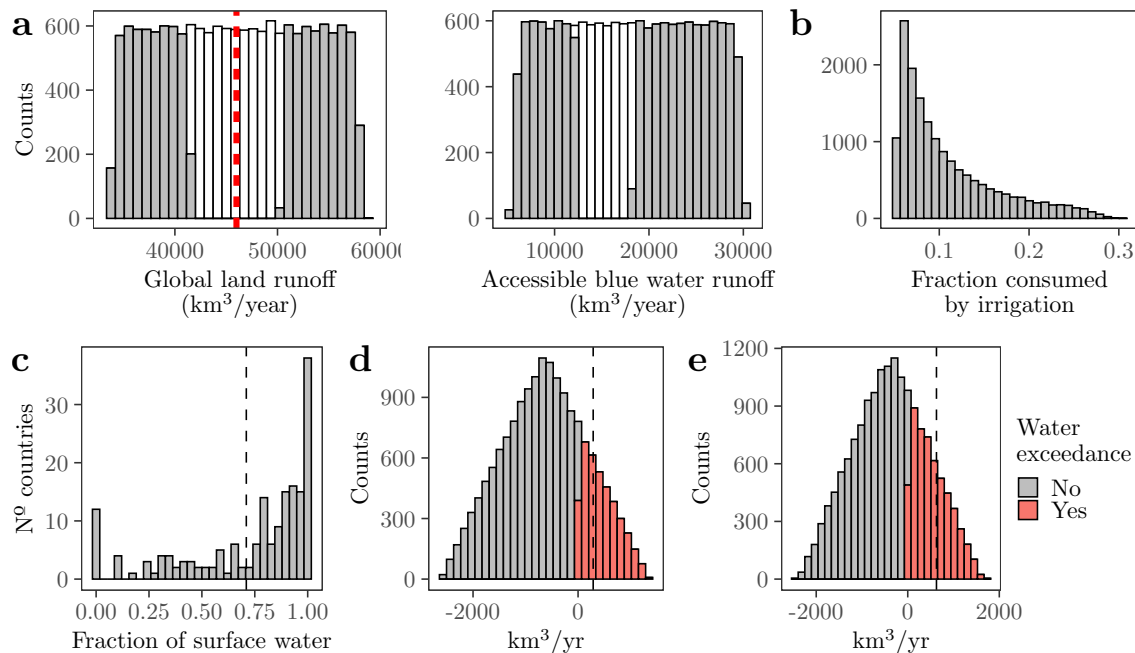 a
600
400
200
0
Counts
40000
50000
60000
Global land runoff
(km³/year)
600
400
200
0
10000
20000
30000
Accessible blue water runoff
(km³/year)
b
2000
1000
0
0.1
0.2
0.3
Fraction consumed
by irrigation
c
30
20
10
0
Nº countries
0.00
0.25
0.50
0.75
1.00
Fraction of surface water
d
900
600
300
0
Counts
-2000
0
km³/yr
e
1200
900
600
300
0
Counts
-2000
0
2000
km³/yr
Water
exceedance
No
Yes